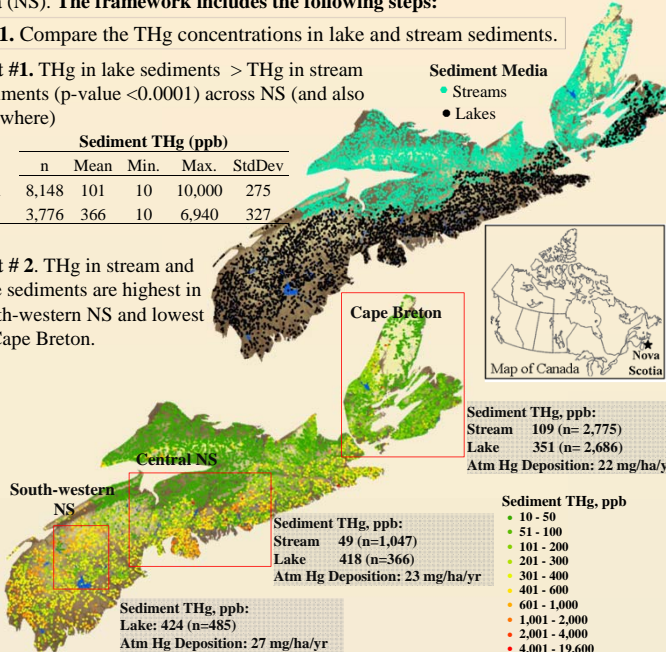 (NS). The framework includes the following steps:
1. Compare the THg concentrations in lake and stream sediments.
#1. THg in lake sediments > THg in stream
(p-value <0.0001) across NS (and also
where)
Sediment THg (ppb)
n Mean Min. Max. StdDev
8,148 101 10 10,000 275
3,776 366 10 6,940 327
Sediment Media
Streams
Lakes
# 2. THg in stream and
sediments are highest in
-western NS and lowest
Cape Breton.
Map of Canada
Nova
Scotia
Cape Breton
Sediment THg, ppb:
Stream 109 (n= 2,775)
Lake 351 (n= 2,686)
Atm Hg Deposition: 22 mg/ha/y
Central NS
Sediment THg, ppb:
Stream 49 (n=1,047)
Lake 418 (n=366)
Atm Hg Deposition: 23 mg/ha/yr
South-western
NS
Sediment THg, ppb:
Lake: 424 (n=485)
Atm Hg Deposition: 27 mg/ha/yr
Sediment THg, ppb
10 - 50
51 - 100
101 - 200
201 - 300
301 - 400
401 - 600
601 - 1,000
1,001 - 2,000
2,001 - 4,000
4,001 - 19,600